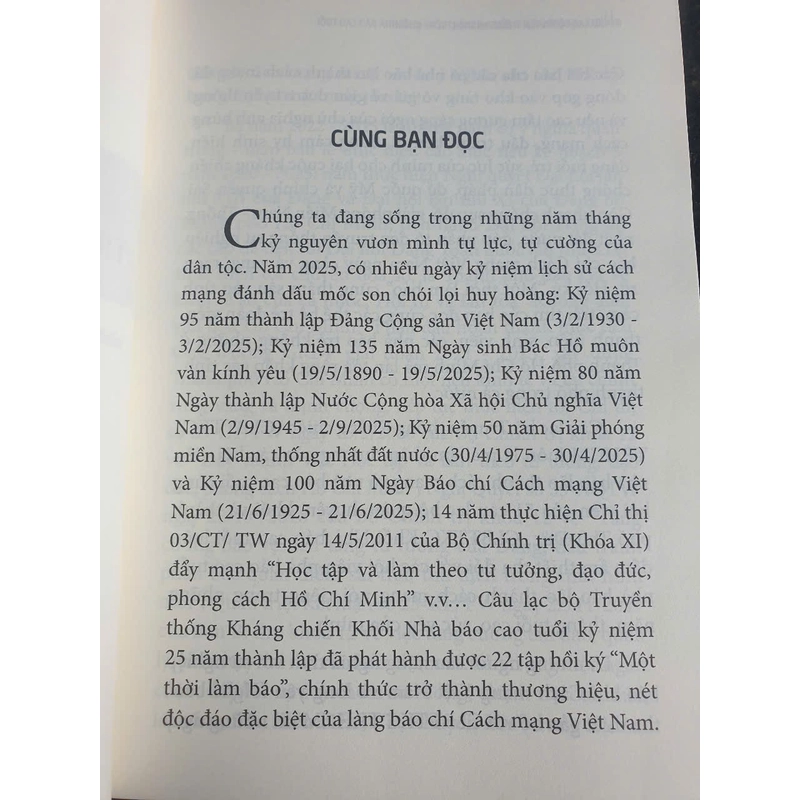 CÙNG BẠN ĐỌC
Chúng ta đang sống trong những năm tháng
kỷ nguyên vươn mình tự lực, tự cường của
dân tộc. Năm 2025, có nhiều ngày kỷ niệm lịch sử cách
mạng đánh dấu mốc son chói lọi huy hoàng: Kỷ niệm
95 năm thành lập Đảng Cộng sản Việt Nam (3/2/1930 -
3/2/2025); Kỷ niệm 135 năm Ngày sinh Bác Hồ muôn
vàn kính yêu (19/5/1890 - 19/5/2025); Kỷ niệm 80 năm
Ngày thành lập Nước Cộng hòa Xã hội Chủ nghĩa Việt
Nam (2/9/1945 - 2/9/2025); Kỷ niệm 50 năm Giải phóng
miền Nam, thống nhất đất nước (30/4/1975 - 30/4/2025)
và Kỷ niệm 100 năm Ngày Báo chí Cách mạng Việt
Nam (21/6/1925 - 21/6/2025); 14 năm thực hiện Chỉ thị
03/CT/ TW ngày 14/5/2011 của Bộ Chính trị (Khóa XI)
đẩy mạnh “Học tập và làm theo tư tưởng, đạo đức,
phong cách Hồ Chí Minh” v.v… Câu lạc bộ Truyền
thống Kháng chiến Khối Nhà báo cao tuổi kỷ niệm
25 năm thành lập đã phát hành được 22 tập hồi ký “Một
thời làm báo”, chính thức trở thành thương hiệu, nét
độc đáo đặc biệt của làng báo chí Cách mạng Việt Nam.